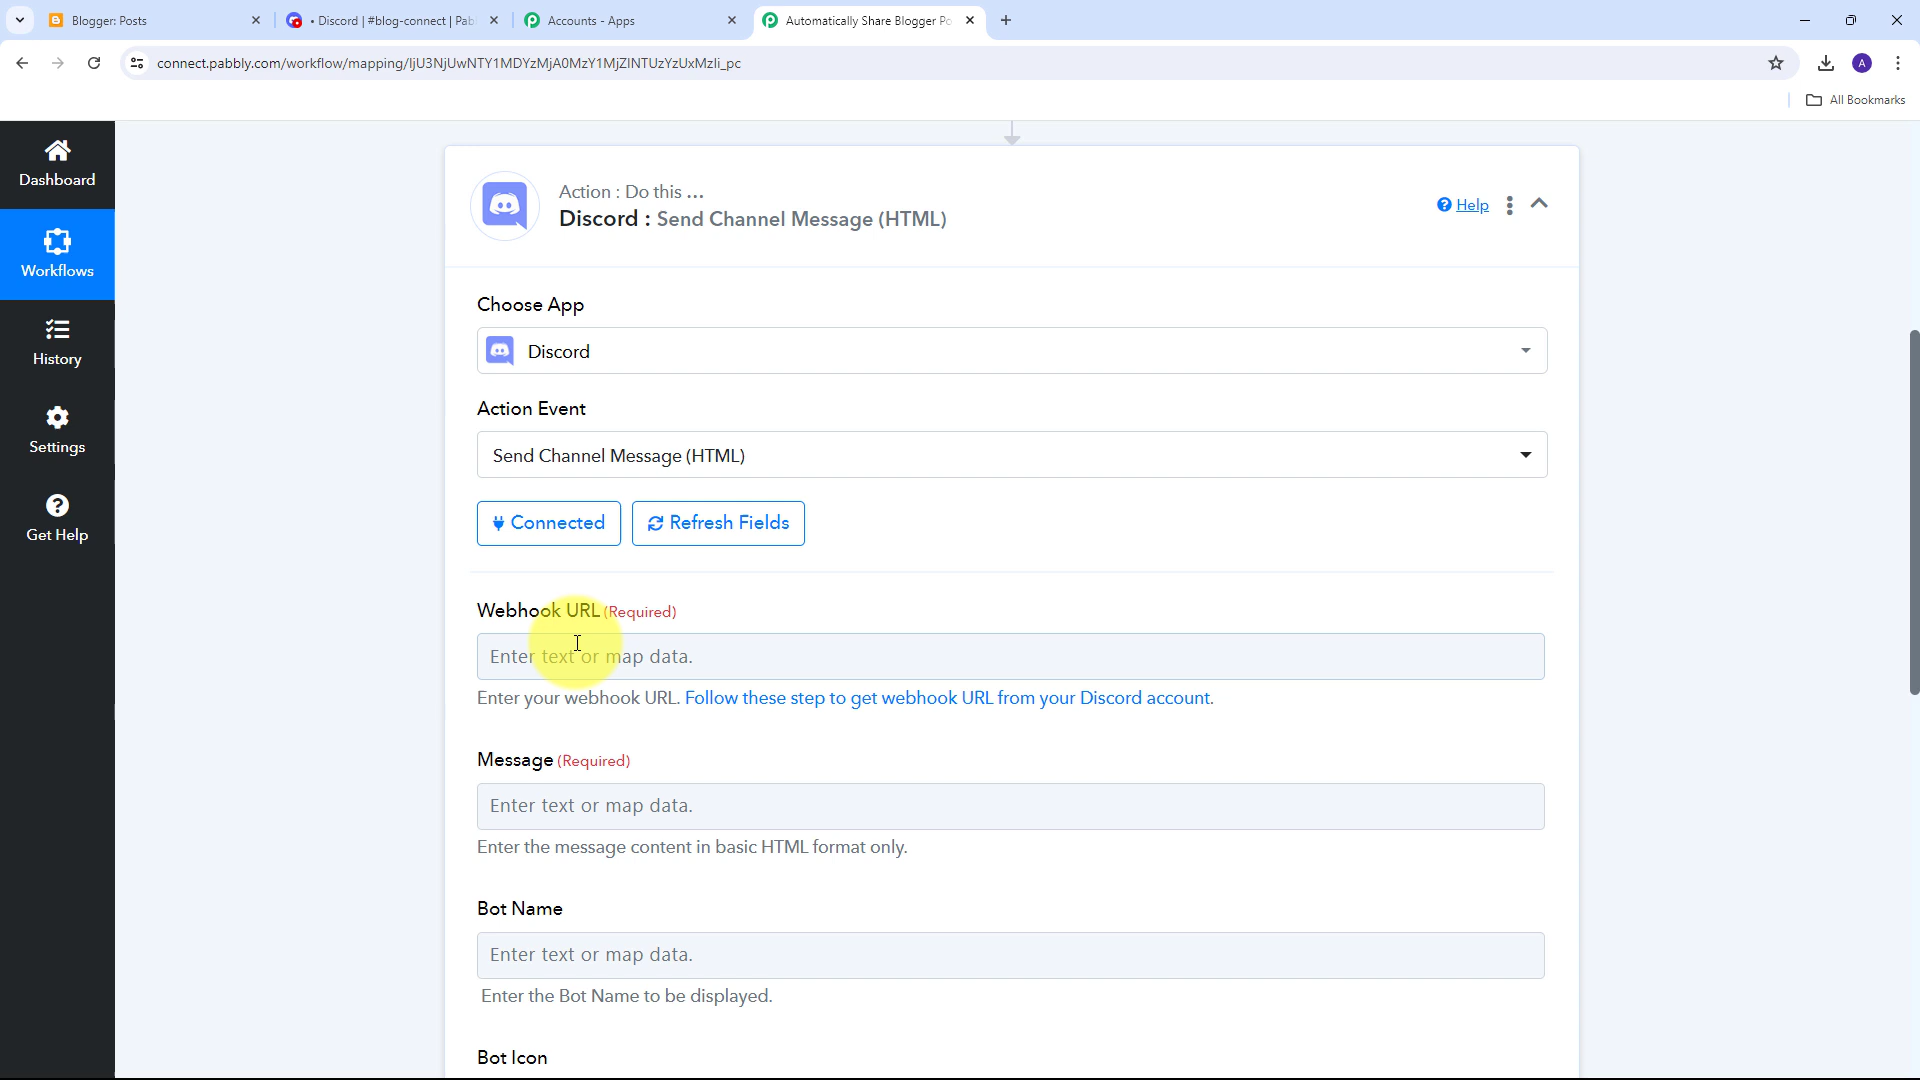 Blogger: Posts
• Discord | #blog-connect | Pab
Accounts - Apps
Automatically Share Blogger Po
connect.pabbly.com/workflow/mapping/IjU3NjUwNTY1MDYzMjA0MzY1MjZlNTUzYzUxMzIi_pc
A
All Bookmarks
Dashboard
Workflows
History
Settings
Get Help
Action : Do this ...
Discord : Send Channel Message (HTML)
Help
Choose App
Discord
Action Event
Send Channel Message (HTML)
Connected
Refresh Fields
Webhook URL (Required)
Enter text or map data.
Enter your webhook URL. Follow these step to get webhook URL from your Discord account.
Message (Required)
Enter text or map data.
Enter the message content in basic HTML format only.
Bot Name
Enter text or map data.
Enter the Bot Name to be displayed.
Bot Icon